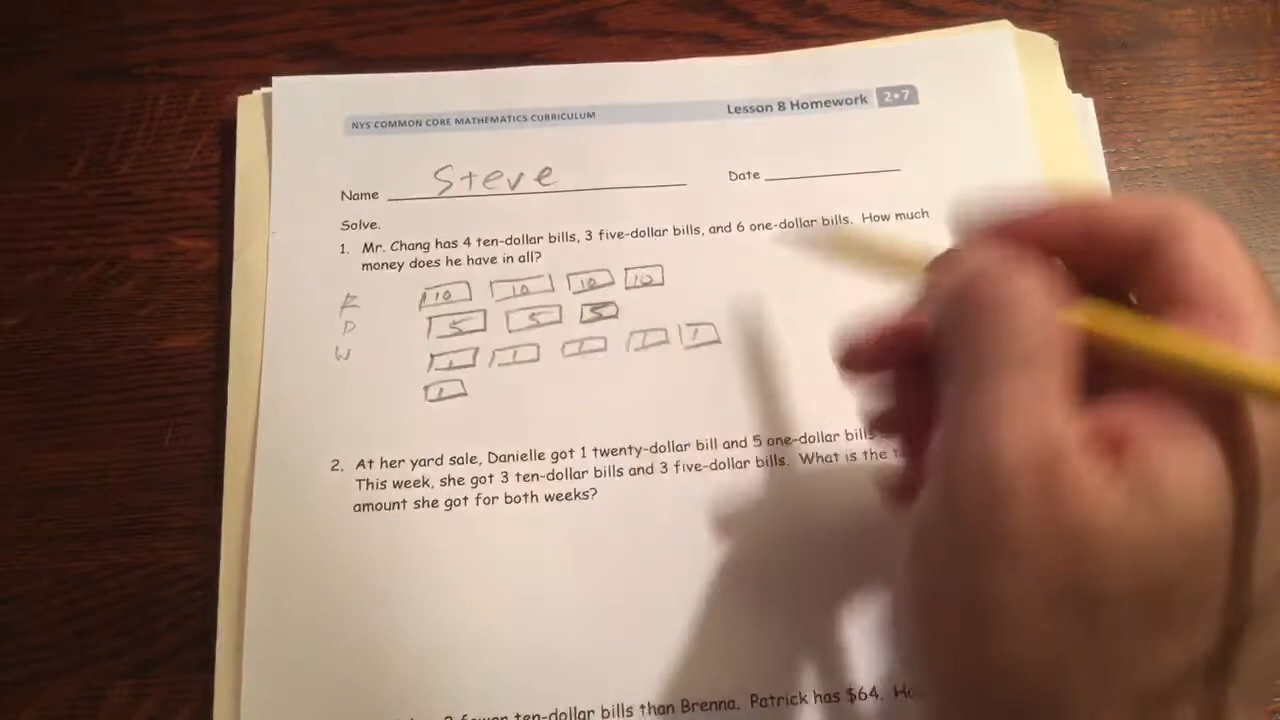 NYS COMMON CORE MATHEMATICS CURRICULUM Lesson 8 Homework 2•7
Name Steve Date
Solve.
1. Mr. Chang has 4 ten-dollar bills, 3 five-dollar bills, and 6 one-dollar bills. How much
money does he have in all?
R 10 10 10 10
D 5 5 5
W 1 1 1 1 1
1
2. At her yard sale, Danielle got 1 twenty-dollar bill and 5 one-dollar bills
This week, she got 3 ten-dollar bills and 3 five-dollar bills. What is the
amount she got for both weeks?
fewer ten-dollar bills than Brenna. Patrick has $64.